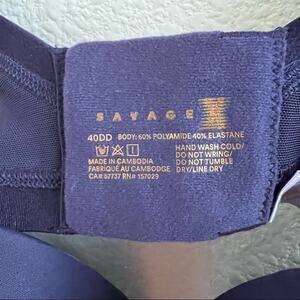 SAVAGE X
40DD BODY: 60% POLYAMIDE 40% ELASTANE
MADE IN CAMBODIA
FABRIQUÉ AU CAMBODGE
CA# 57737 RN# 157029
HAND WASH COLD/
DO NOT WRING/
DO NOT TUMBLE
DRY/LINE DRY